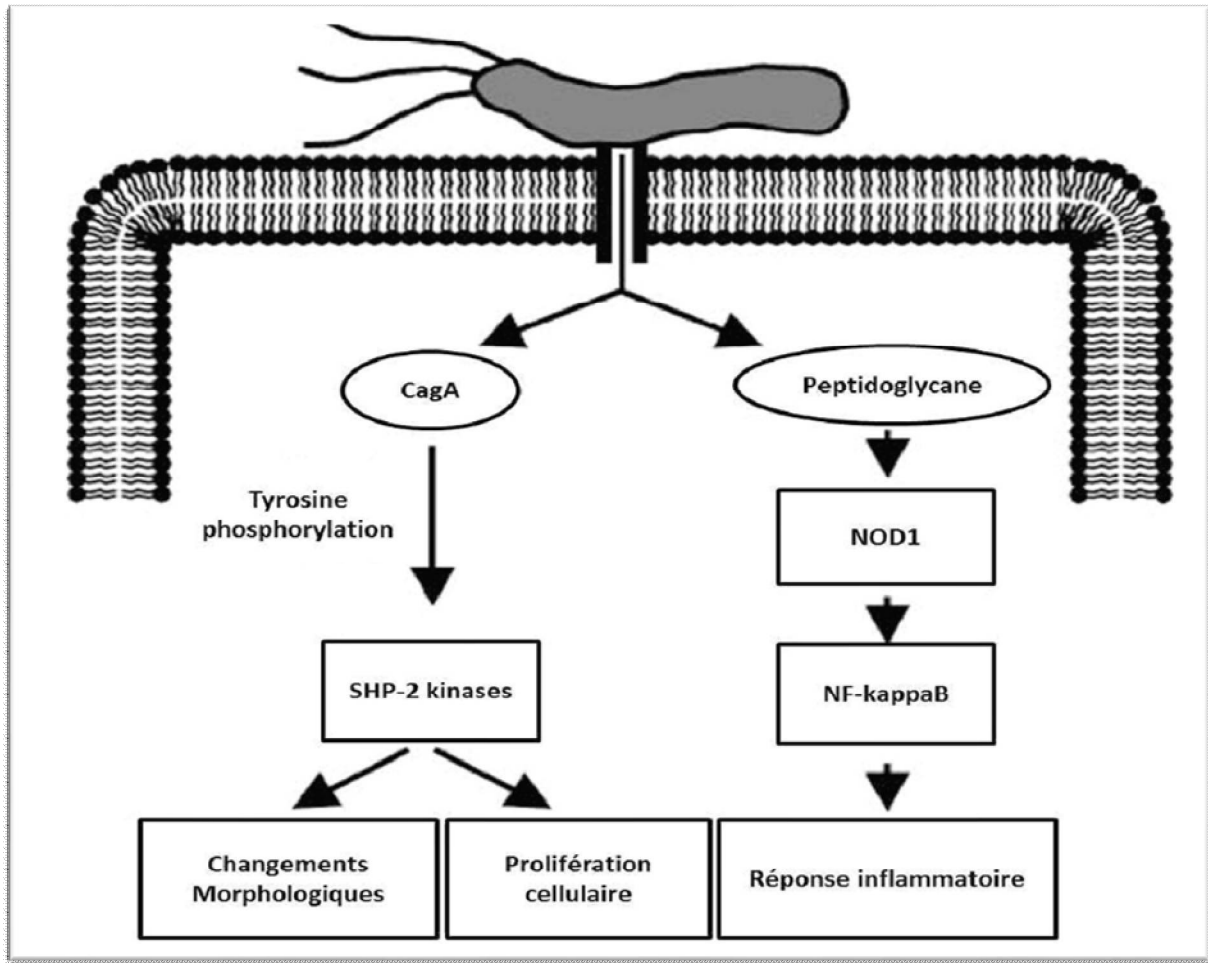 CagA
Peptidoglycane
Tyrosine
phosphorylation
NOD1
SHP-2 kinases
NF-kappaB
Changements
Morphologiques
Prolifération
cellulaire
Réponse inflammatoire